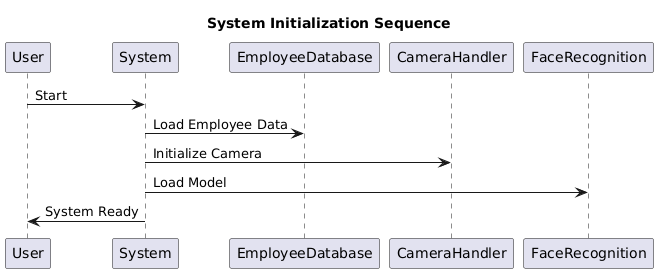 System Initialization Sequence
User System EmployeeDatabase CameraHandler FaceRecognition
Start
Load Employee Data
Initialize Camera
Load Model
System Ready
User System EmployeeDatabase CameraHandler FaceRecognition